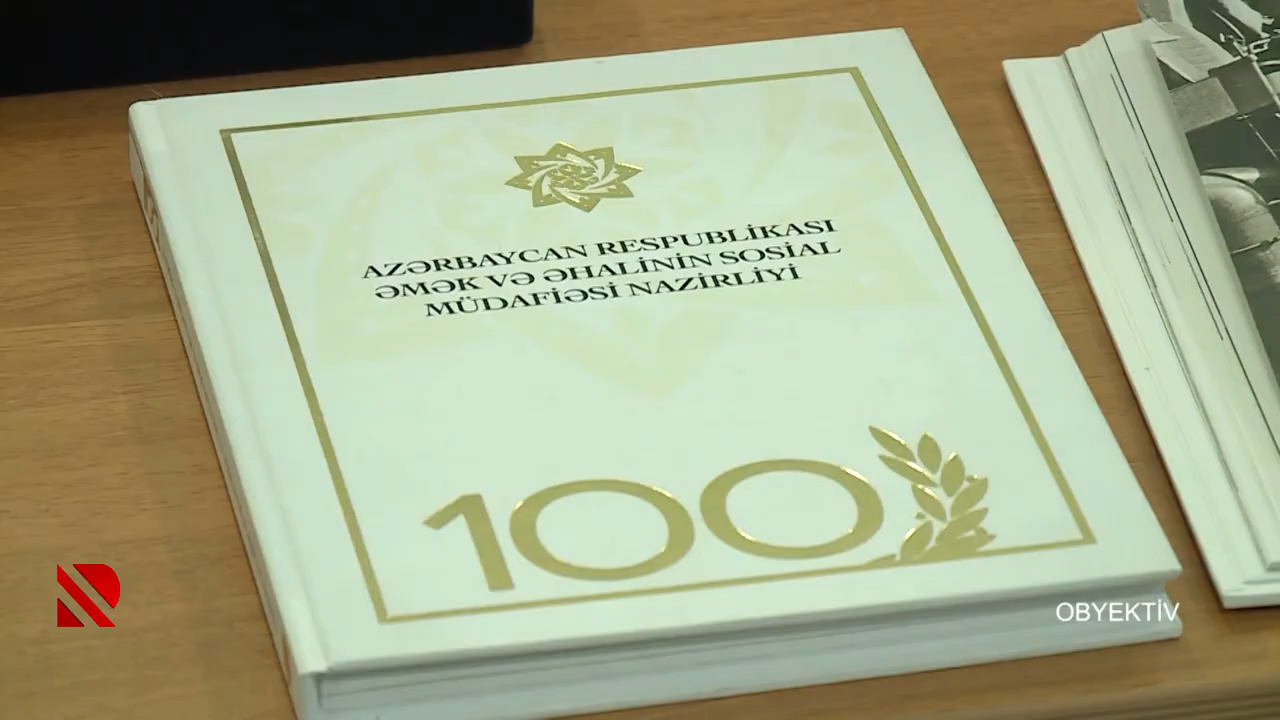 AZƏRBAYCAN RESPUBLİKASI
ƏMƏK VƏ ƏHALİNİN SOSİAL
MÜDAFİƏSİ NAZİRLİYİ
100
OBYEKTİV